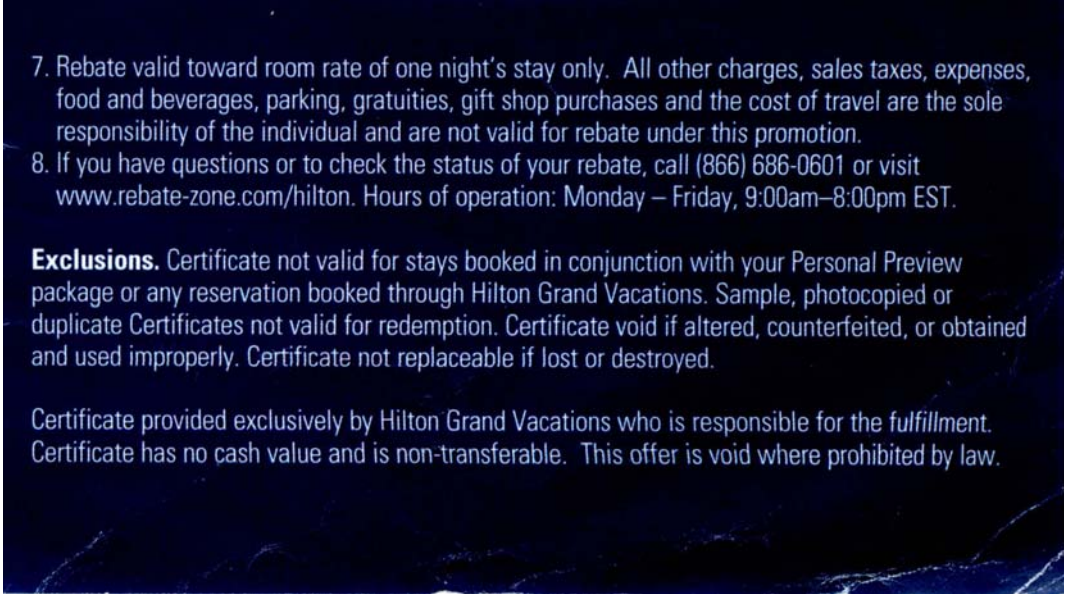 7. Rebate valid toward room rate of one night's stay only.  All other charges, sales taxes, expenses,
food and beverages, parking, gratuities, gift shop purchases and the cost of travel are the sole
responsibility of the individual and are not valid for rebate under this promotion.
8. If you have questions or to check the status of your rebate, call (866) 686-0601 or visit
www.rebate-zone.com/hilton. Hours of operation: Monday – Friday, 9:00am–8:00pm EST.
Exclusions. Certificate not valid for stays booked in conjunction with your Personal Preview
package or any reservation booked through Hilton Grand Vacations. Sample, photocopied or
duplicate Certificates not valid for redemption. Certificate void if altered, counterfeited, or obtained
and used improperly. Certificate not replaceable if lost or destroyed.
Certificate provided exclusively by Hilton Grand Vacations who is responsible for the fulfillment.
Certificate has no cash value and is non-transferable.  This offer is void where prohibited by law.